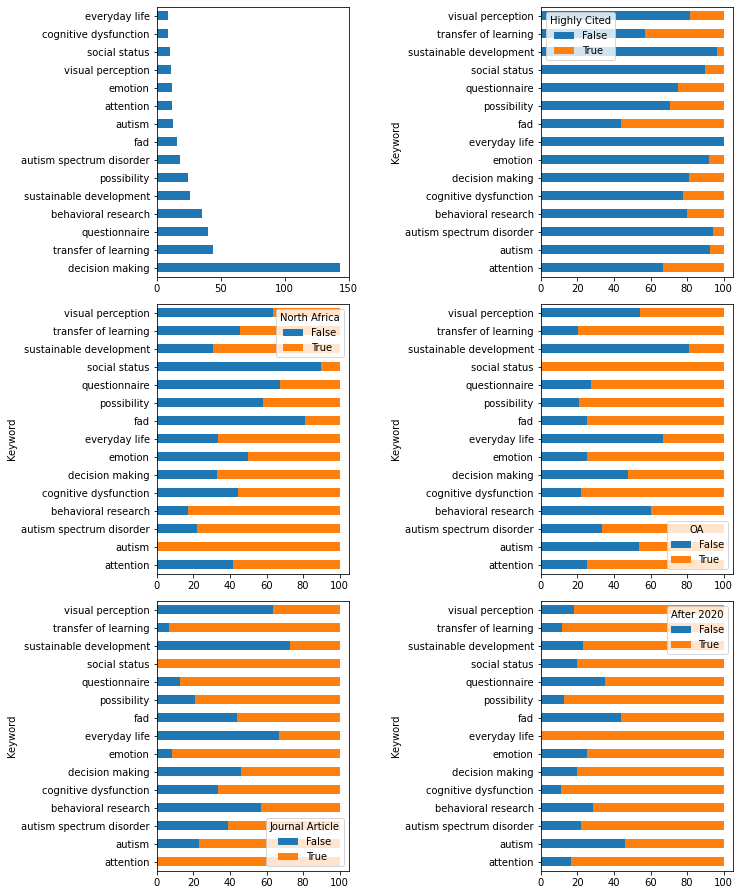 everyday life
cognitive dysfunction
social status
visual perception
emotion
attention
autism
fad
autism spectrum disorder
possibility
sustainable development
behavioral research
questionnaire
transfer of learning
decision making
0 50 100 150
Keyword
visual perception
transfer of learning
sustainable development
social status
questionnaire
possibility
fad
everyday life
emotion
decision making
cognitive dysfunction
behavioral research
autism spectrum disorder
autism
attention
Highly Cited
False
True
0 20 40 60 80 100
Keyword
visual perception
transfer of learning
sustainable development
social status
questionnaire
possibility
fad
everyday life
emotion
decision making
cognitive dysfunction
behavioral research
autism spectrum disorder
autism
attention
North Africa
False
True
0 20 40 60 80 100
Keyword
visual perception
transfer of learning
sustainable development
social status
questionnaire
possibility
fad
everyday life
emotion
decision making
cognitive dysfunction
behavioral research
autism spectrum disorder
autism
attention
OA
False
True
0 20 40 60 80 100
Keyword
visual perception
transfer of learning
sustainable development
social status
questionnaire
possibility
fad
everyday life
emotion
decision making
cognitive dysfunction
behavioral research
autism spectrum disorder
autism
attention
Journal Article
False
True
0 20 40 60 80 100
Keyword
visual perception
transfer of learning
sustainable development
social status
questionnaire
possibility
fad
everyday life
emotion
decision making
cognitive dysfunction
behavioral research
autism spectrum disorder
autism
attention
After 2020
False
True
0 20 40 60 80 100